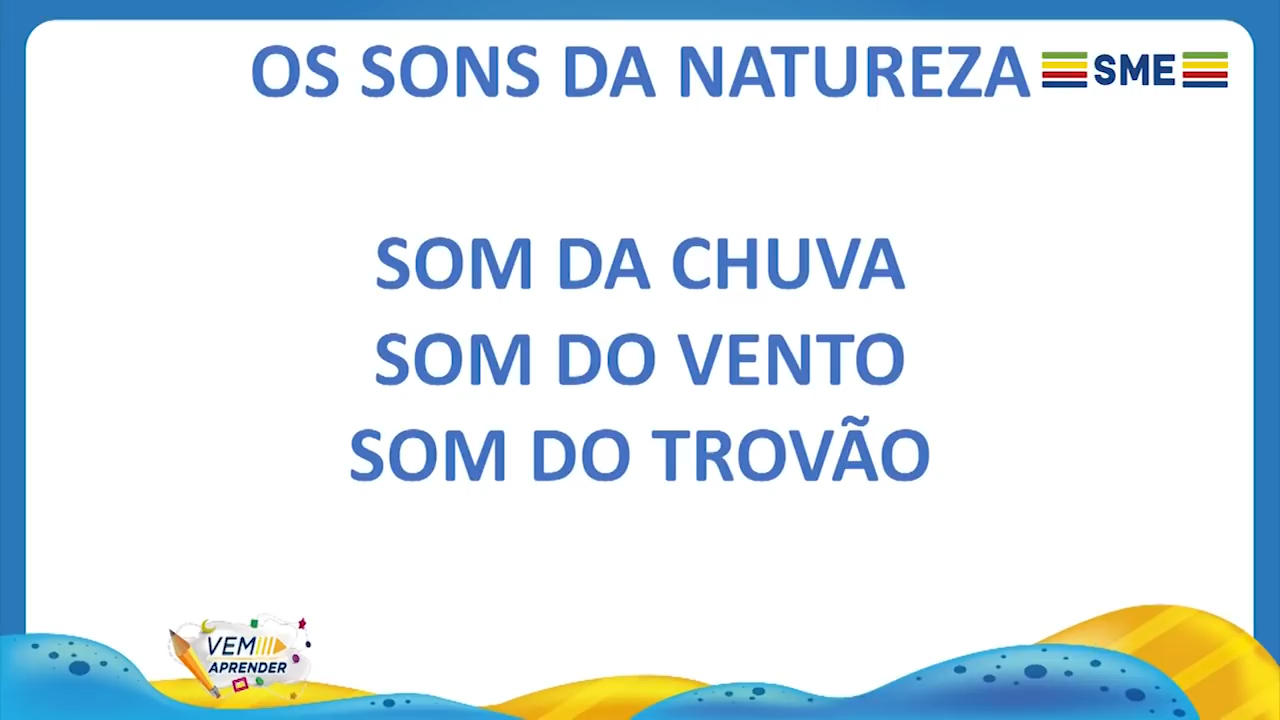 OS SONS DA NATUREZA
SME
SOM DA CHUVA
SOM DO VENTO
SOM DO TROVÃO
VEM
APRENDER